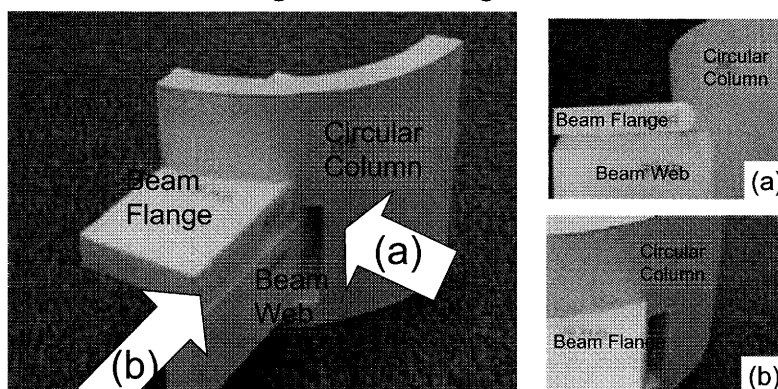 Circular
Column
Beam
Flange
(a)
Beam
Web
(b)
Circular
Column
Beam Flange
Beam Web
(a)
Circular
Column
Beam Flange
(b)